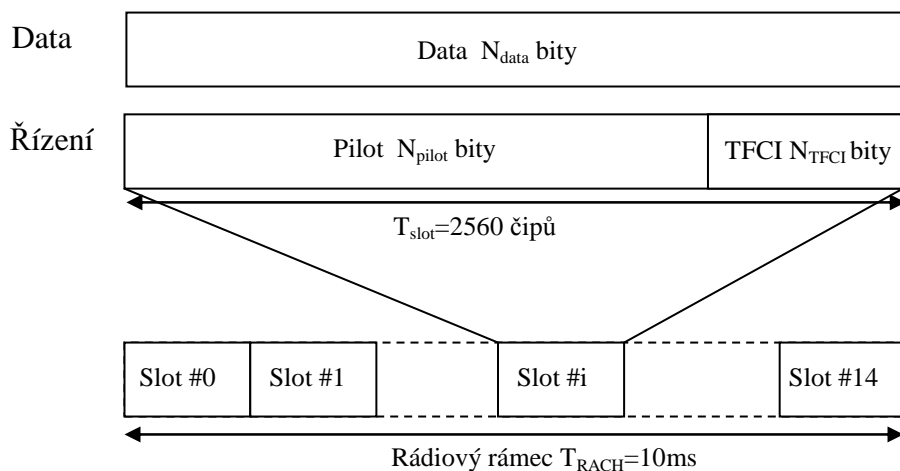 Data
Data N_data bity
Řízení
Pilot N_pilot bity
TFCI N_TFCI bity
T_slot=2560 čipů
Slot #0
Slot #1
Slot #i
Slot #14
Rádiový rámec T_RACH=10ms